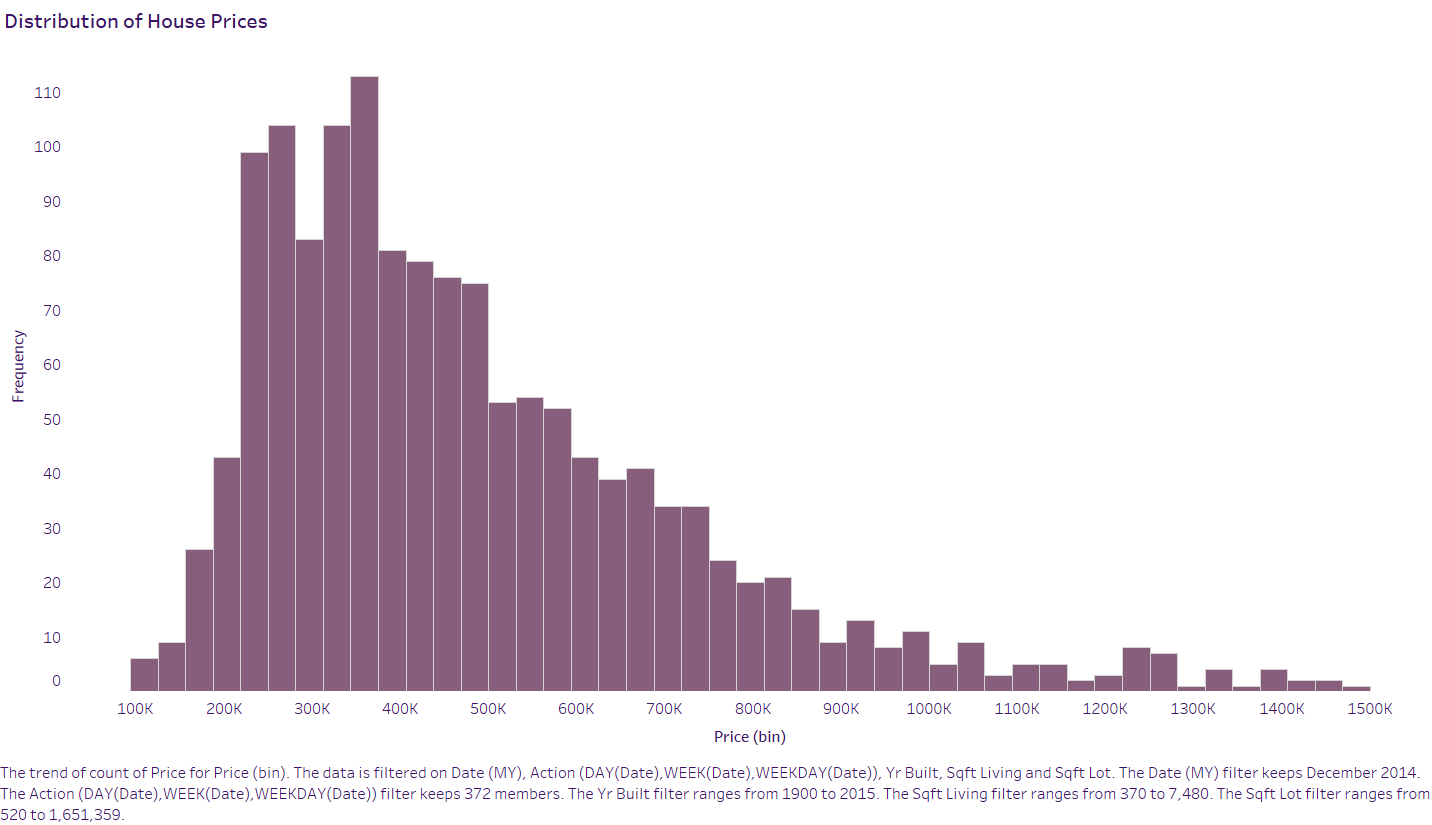 Distribution of House Prices
110
100
90
80
70
60
50
40
30
20
10
0
Frequency
100K 200K 300K 400K 500K 600K 700K 800K 900K 1000K 1100K 1200K 1300K 1400K 1500K
Price (bin)
The trend of count of Price for Price (bin). The data is filtered on Date (MY), Action (DAY(Date),WEEK(Date),WEEKDAY(Date)), Yr Built, Sqft Living and Sqft Lot. The Date (MY) filter keeps December 2014.
The Action (DAY(Date),WEEK(Date),WEEKDAY(Date)) filter keeps 372 members. The Yr Built filter ranges from 1900 to 2015. The Sqft Living filter ranges from 370 to 7,480. The Sqft Lot filter ranges from
520 to 1,651,359.